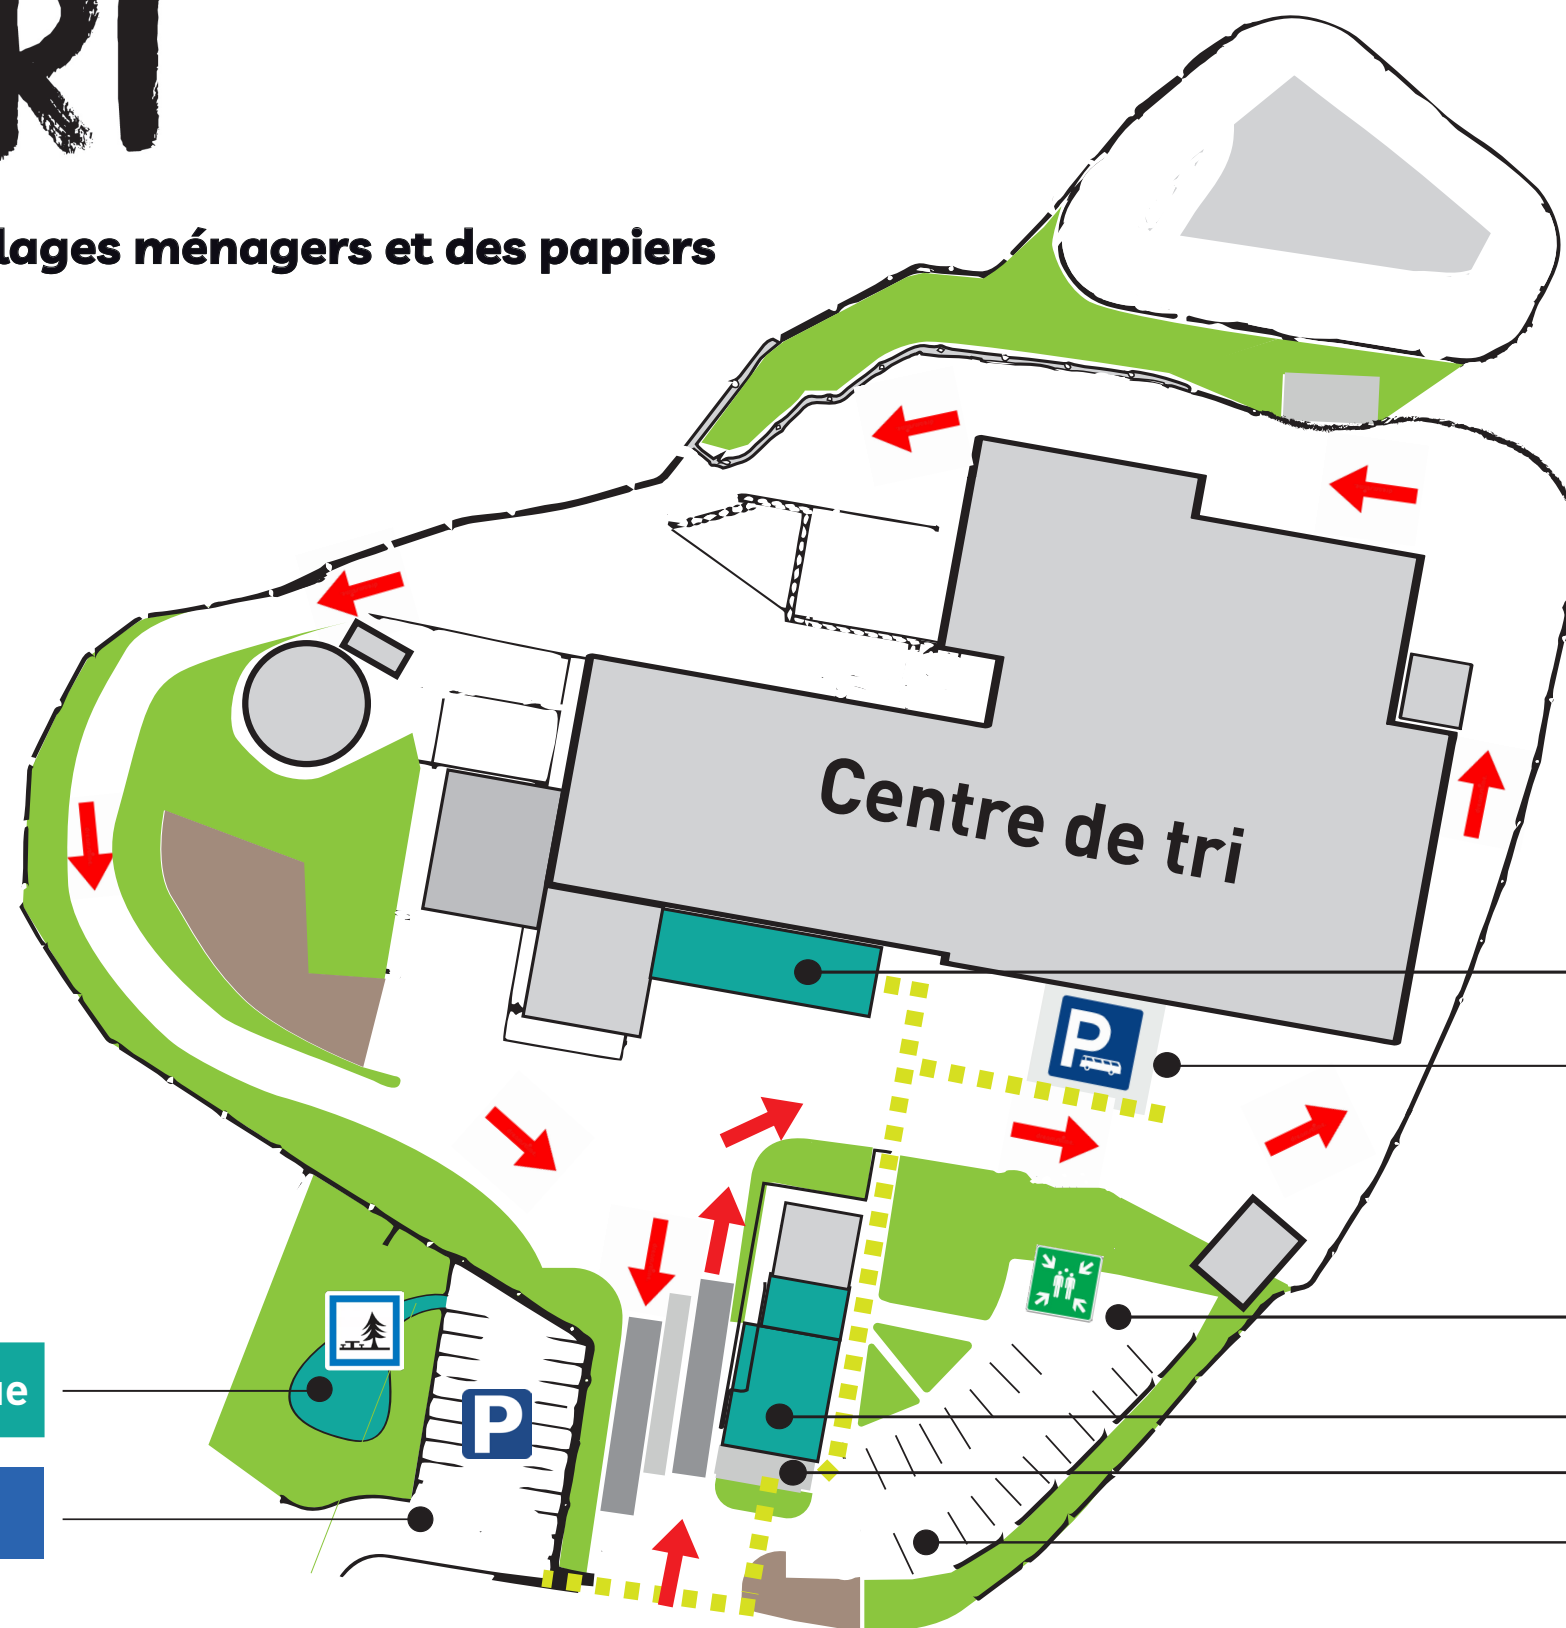 RI
lages ménagers et des papiers
Centre de tri
P
P
ue